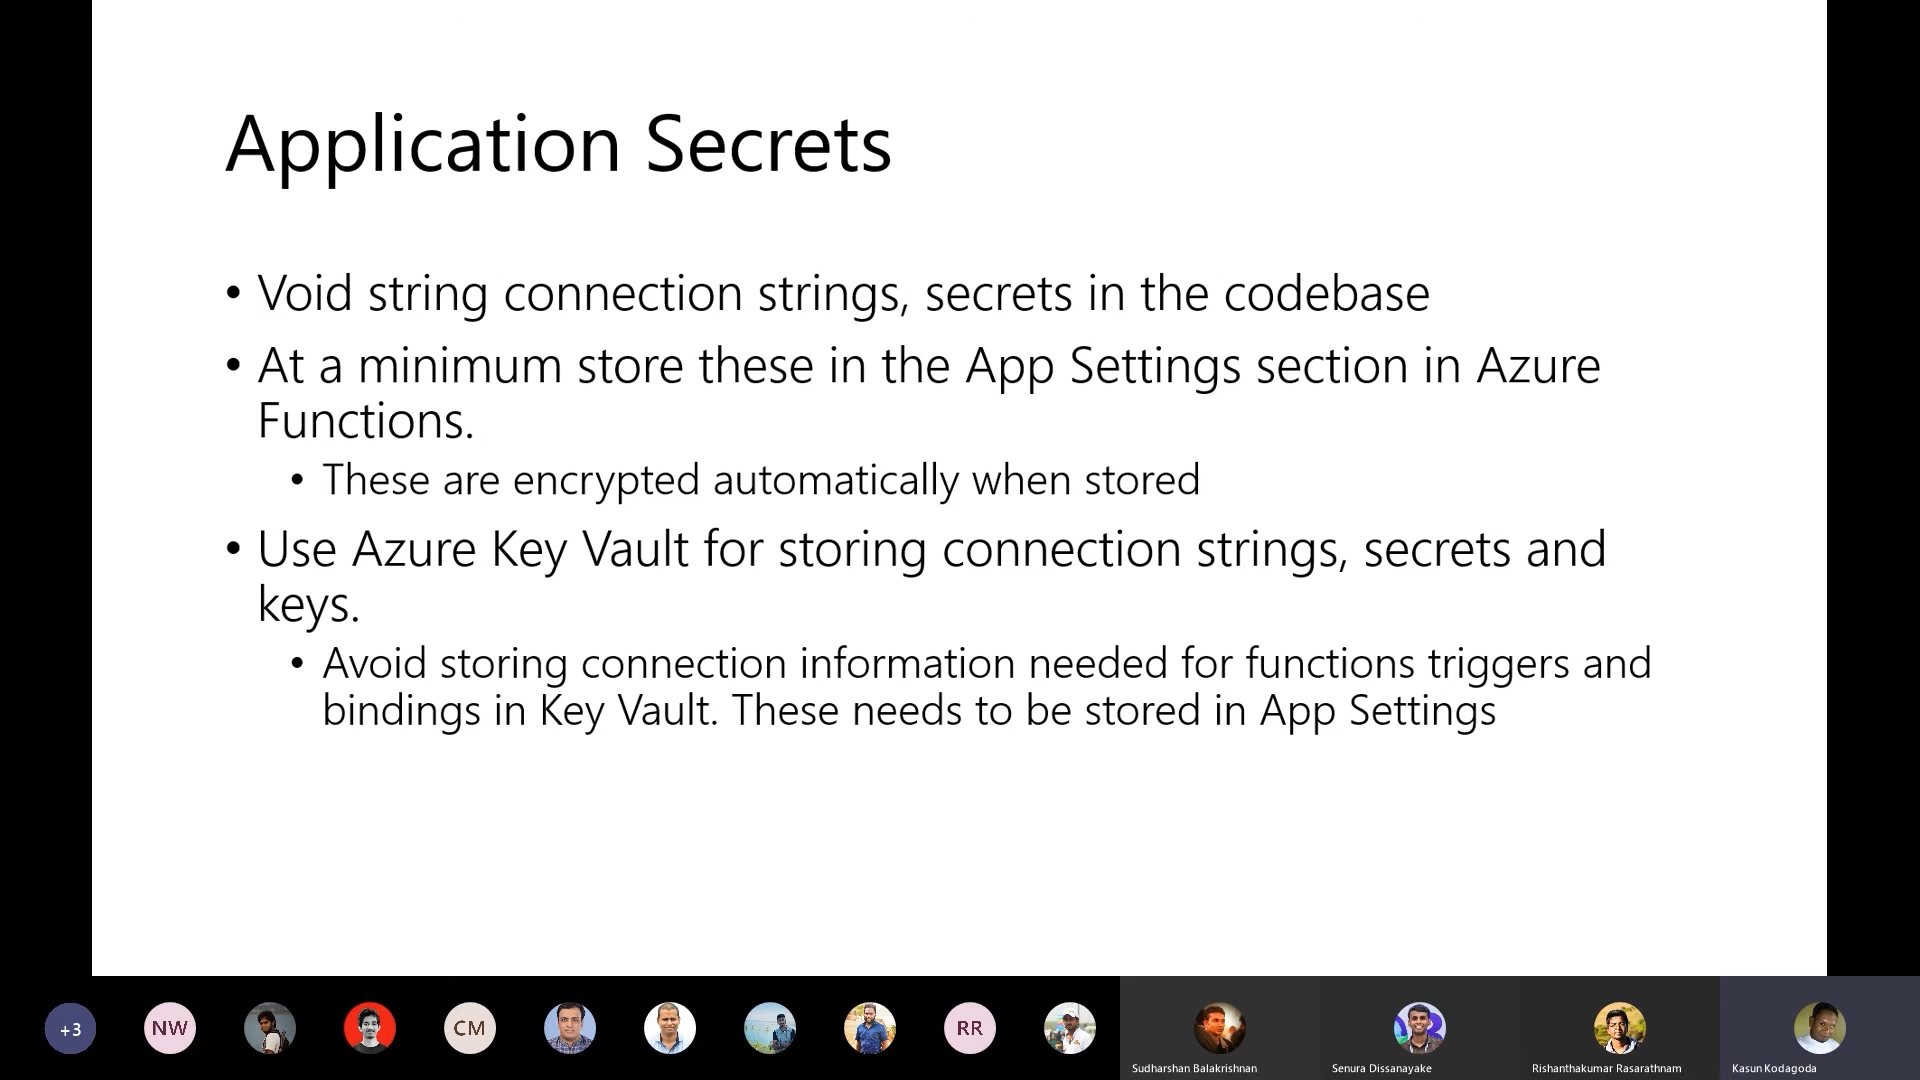 Application Secrets
• Void string connection strings, secrets in the codebase
• At a minimum store these in the App Settings section in Azure
Functions.
• These are encrypted automatically when stored
• Use Azure Key Vault for storing connection strings, secrets and
keys.
• Avoid storing connection information needed for functions triggers and
bindings in Key Vault. These needs to be stored in App Settings
+3
NW
CM
RR
Sudharshan Balakrishnan
Senura Dissanayake
Rishanthakumar Rasarathnam
Kasun Kodagoda